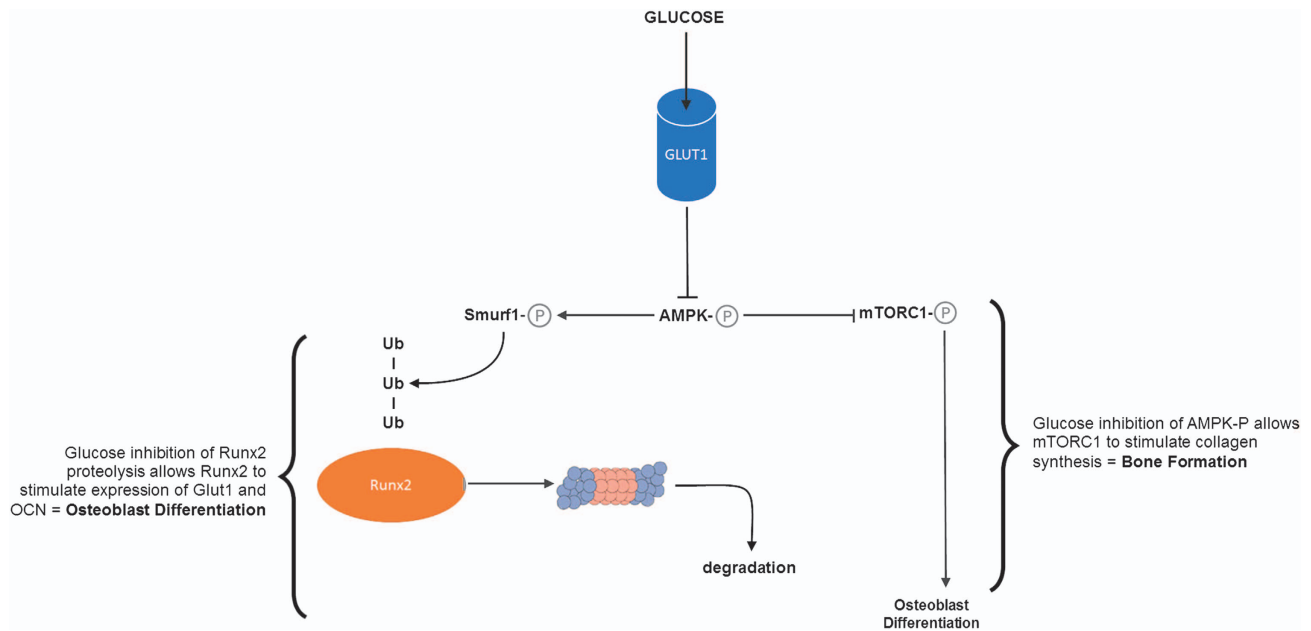 GLUCOSE
GLUT1
Smurf1- P
AMPK- P
mTORC1- P
Ub
Ub
Ub
Glucose inhibition of Runx2
proteolysis allows Runx2 to
stimulate expression of Glut1 and
OCN = Osteoblast Differentiation
Runx2
degradation
Glucose inhibition of AMPK-P allows
mTORC1 to stimulate collagen
synthesis = Bone Formation
Osteoblast
Differentiation